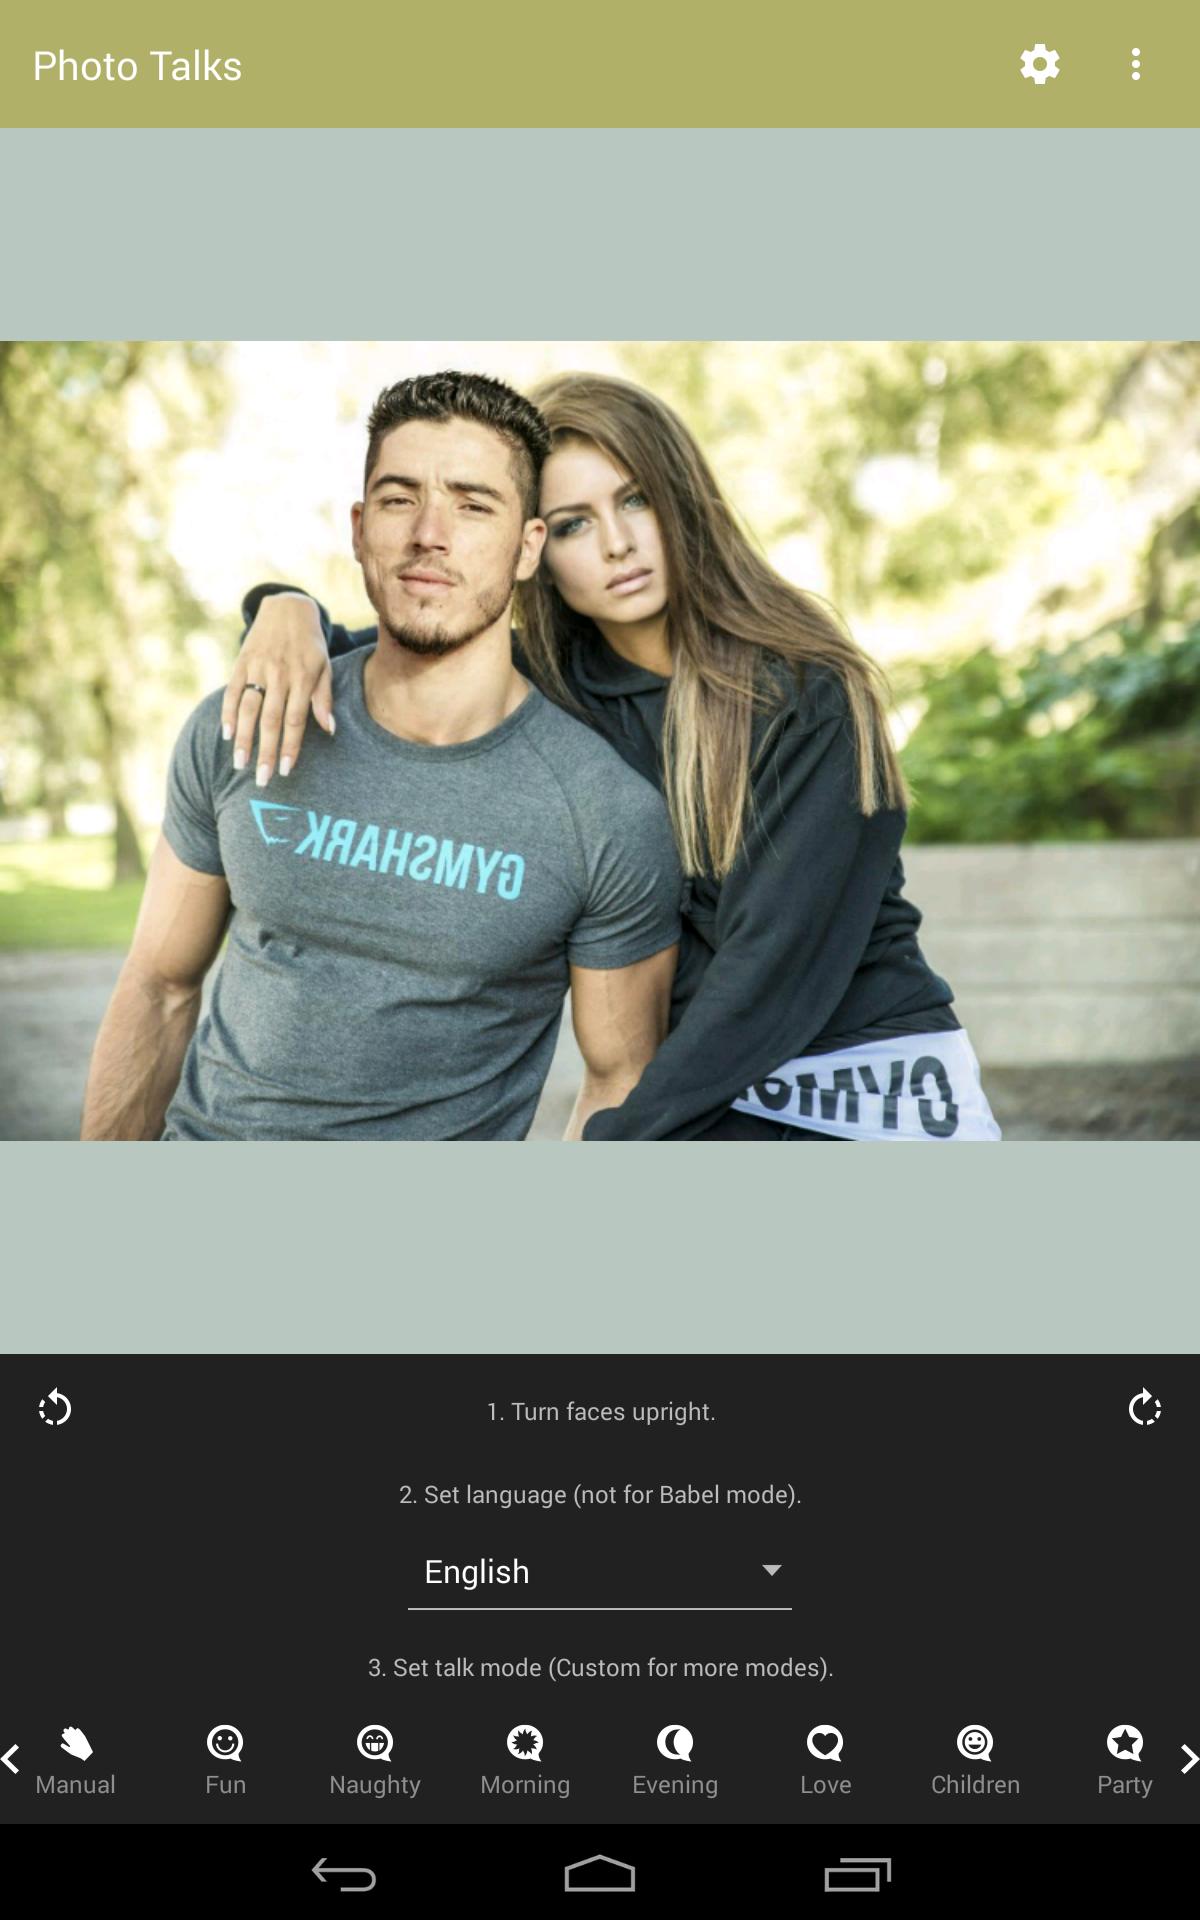 Photo Talks
GYMSHARK
GYMS
1. Turn faces upright.
2. Set language (not for Babel mode).
English
3. Set talk mode (Custom for more modes).
Manual Fun Naughty Morning Evening Love Children Party